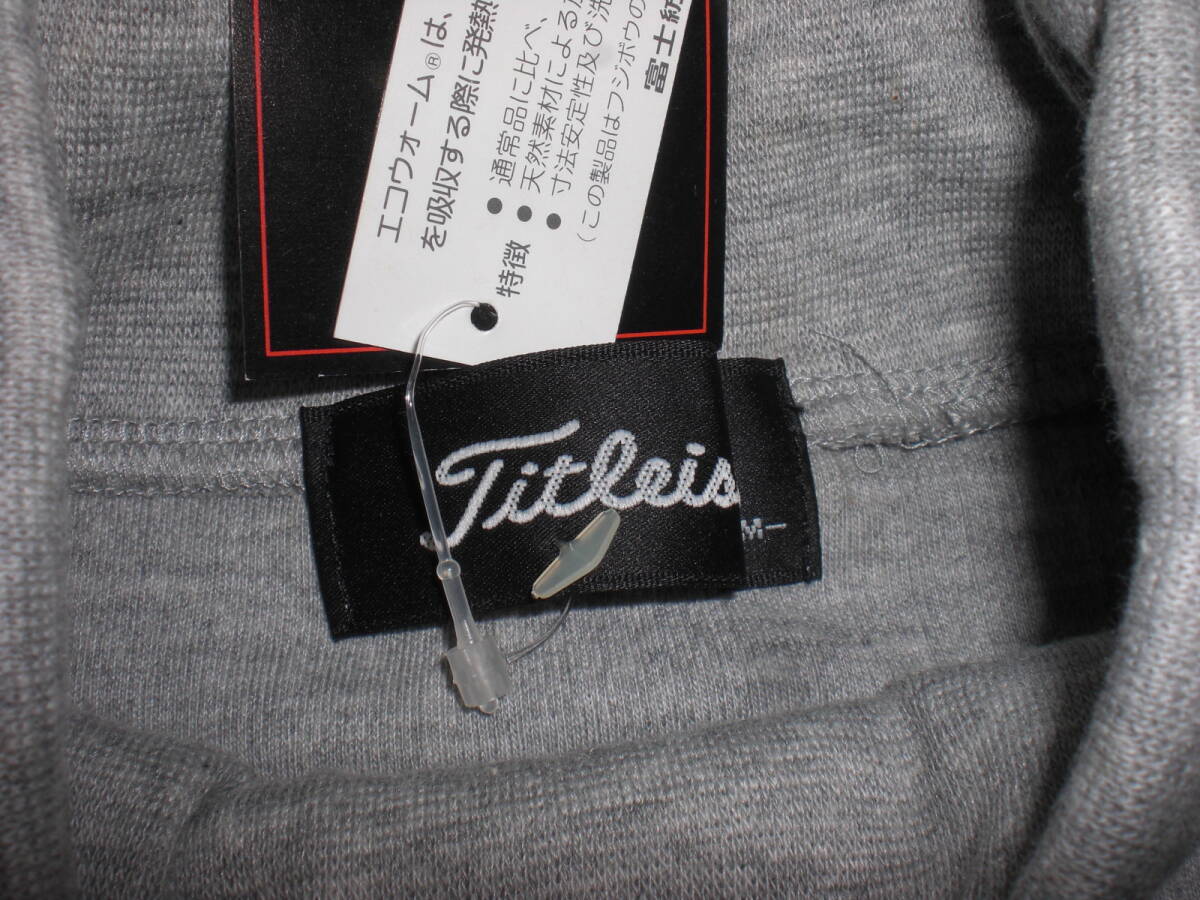 エコウォーム®は、
を吸収する際に発熱
特徴
● 通常品に比べ、
● 天然素材による
● 寸法安定性及び洗
(この製品はフジボウの
富士紡
Titleis
M-